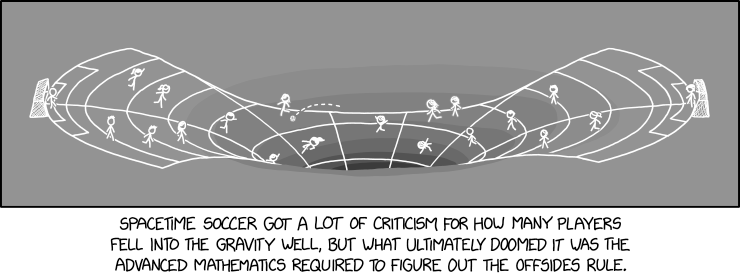 SPACETIME SOCCER GOT A LOT OF CRITICISM FOR HOW MANY PLAYERS
FELL INTO THE GRAVITY WELL, BUT WHAT ULTIMATELY DOOMED IT WAS THE
ADVANCED MATHEMATICS REQUIRED TO FIGURE OUT THE OFFSIDES RULE.